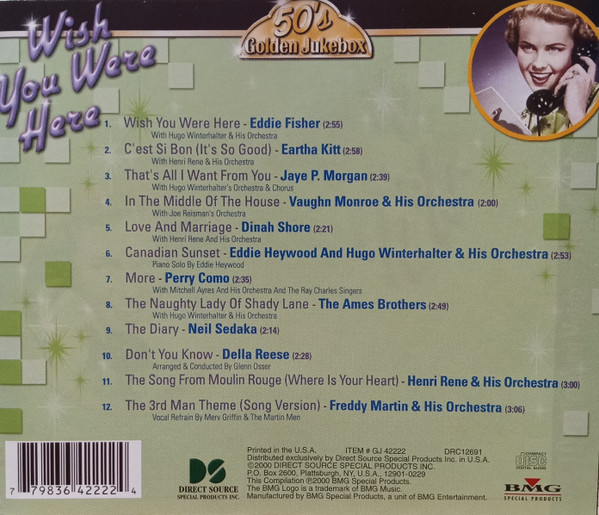 Wish
You Were
Here
50's
Golden Jukebox
1. Wish You Were Here - Eddie Fisher (2:55)
With Hugo Winterhalter & His Orchestra
2. C'est Si Bon (It's So Good) - Eartha Kitt (2:58)
With Henri Rene & His Orchestra
3. That's All I Want From You - Jaye P. Morgan (2:39)
With Hugo Winterhalter's Orchestra & Chorus
4. In The Middle Of The House - Vaughn Monroe & His Orchestra (2:00)
With Joe Reisman's Orchestra
5. Love And Marriage - Dinah Shore (2:21)
With Henri Rene And His Orchestra
6. Canadian Sunset - Eddie Heywood And Hugo Winterhalter & His Orchestra (2:53)
Piano Solo By Eddie Heywood
7. More - Perry Como (2:35)
With Mitchell Ayres And His Orchestra And The Ray Charles Singers
8. The Naughty Lady Of Shady Lane - The Ames Brothers (2:49)
With Hugo Winterhalter & His Orchestra
9. The Diary - Neil Sedaka (2:14)
10. Don't You Know - Della Reese (2:28)
Arranged & Conducted By Glenn Osser
11. The Song From Moulin Rouge (Where Is Your Heart) - Henri Rene & His Orchestra (3:00)
12. The 3rd Man Theme (Song Version) - Freddy Martin & His Orchestra (3:06)
Vocal Refrain By Merv Griffin & The Martin Men
7 79836 42222 4
DS
DIRECT SOURCE
SPECIAL PRODUCTS INC.
Printed in the U.S.A. ITEM # GJ 42222 DRC12691
Distributed exclusively by Direct Source Special Products Inc. in U.S.A.
©2000 DIRECT SOURCE SPECIAL PRODUCTS INC.
P.O. Box 2600, Plattsburgh, NY, U.S.A., 12901-0229
This Compilation ℗2000 BMG Special Products.
The BMG Logo is a trademark of BMG Music.
Manufactured by BMG Special Products, a unit of BMG Entertainment.
COMPACT
disc
DIGITAL AUDIO
BMG
SPECIAL PRODUCTS